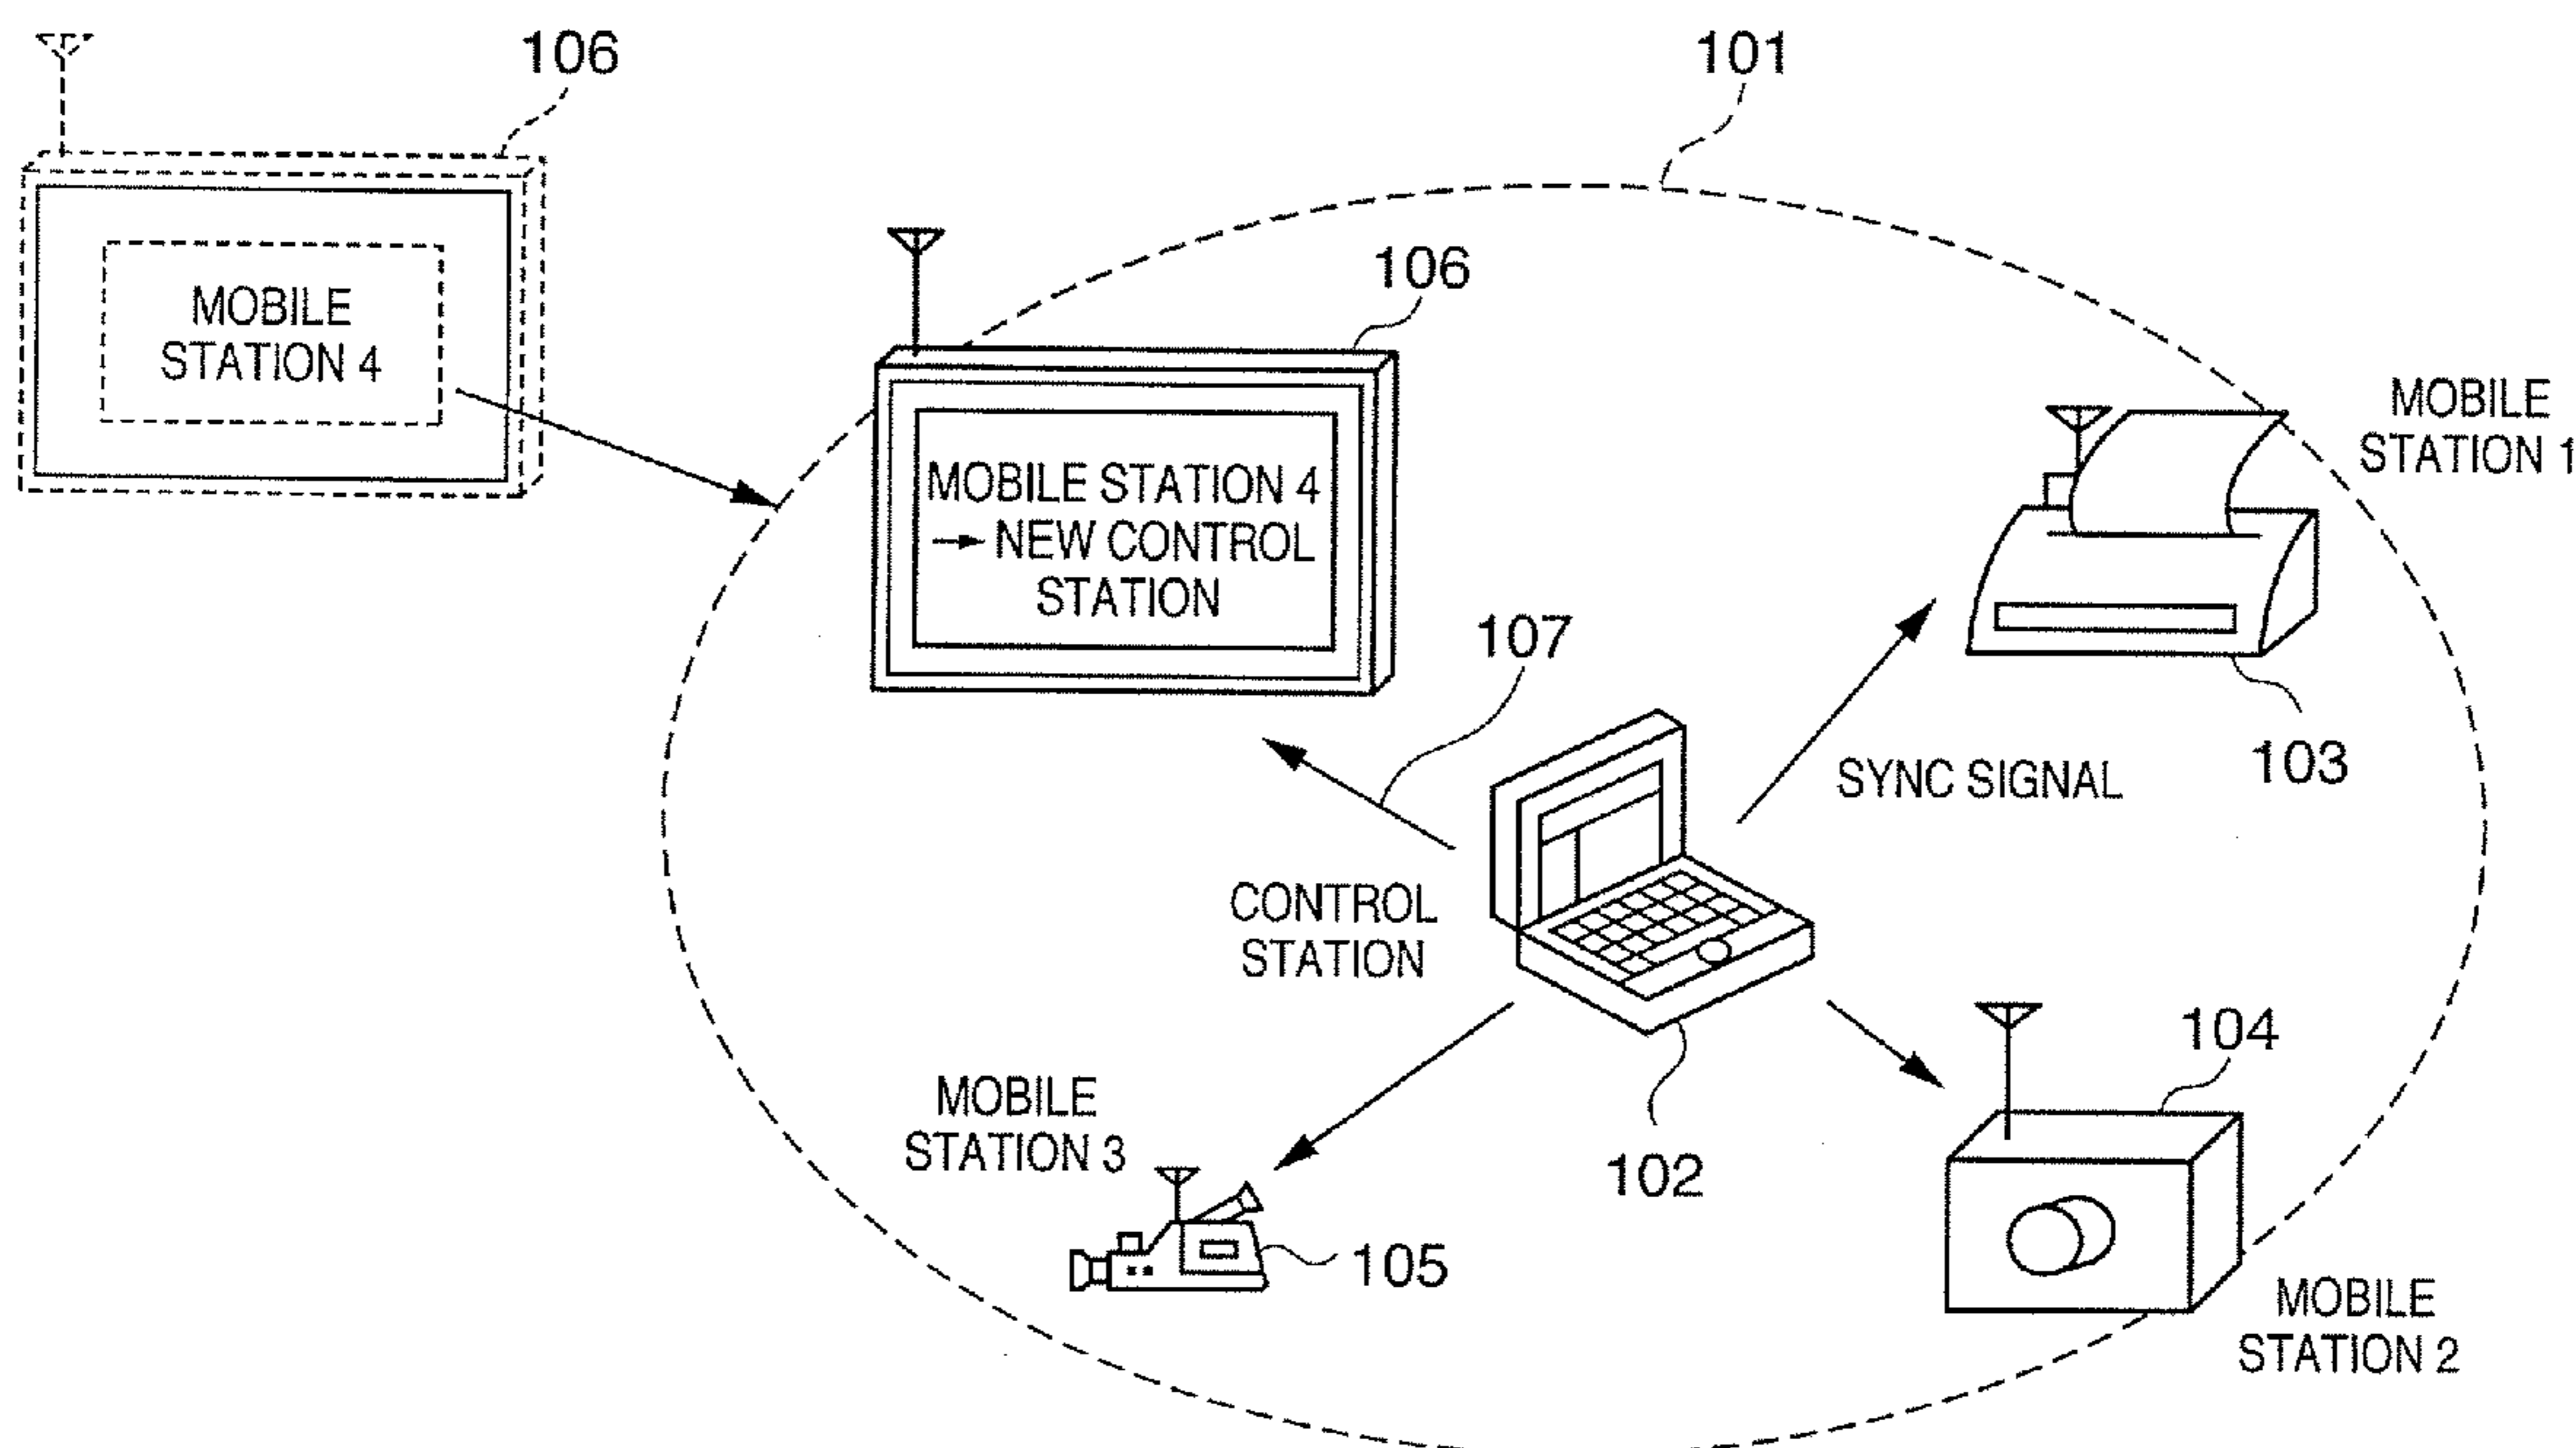 106
101
MOBILE
STATION 4
106
MOBILE STATION 4
→ NEW CONTROL
STATION
MOBILE
STATION 1
107
103
SYNC SIGNAL
CONTROL
STATION
102
104
MOBILE
STATION 3
105
MOBILE
STATION 2